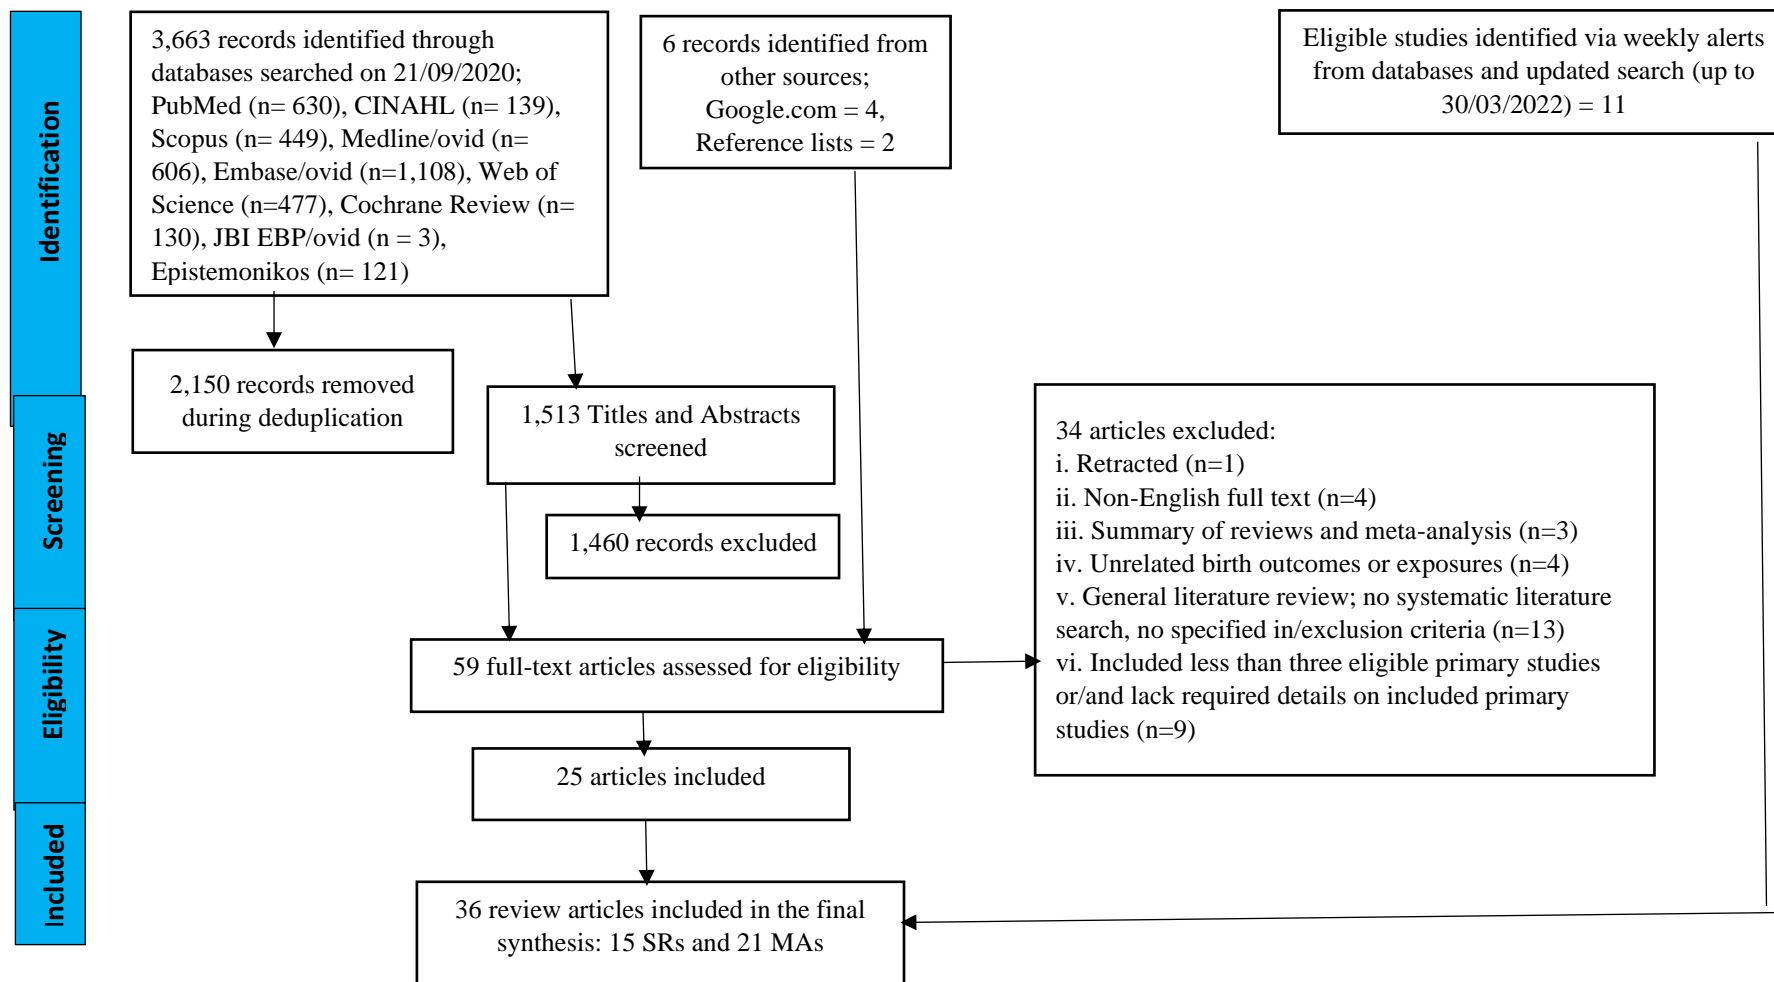 Identification
3,663 records identified through
databases searched on 21/09/2020;
PubMed (n= 630), CINAHL (n= 139),
Scopus (n= 449), Medline/ovid (n=
606), Embase/ovid (n=1,108), Web of
Science (n=477), Cochrane Review (n=
130), JBI EBP/ovid (n = 3),
Epistemonikos (n= 121)
6 records identified from
other sources;
Google.com = 4,
Reference lists = 2
Eligible studies identified via weekly alerts
from databases and updated search (up to
30/03/2022) = 11
2,150 records removed
during deduplication
Screening
1,513 Titles and Abstracts
screened
1,460 records excluded
34 articles excluded:
i. Retracted (n=1)
ii. Non-English full text (n=4)
iii. Summary of reviews and meta-analysis (n=3)
iv. Unrelated birth outcomes or exposures (n=4)
v. General literature review; no systematic literature
search, no specified in/exclusion criteria (n=13)
vi. Included less than three eligible primary studies
or/and lack required details on included primary
studies (n=9)
Eligibility
59 full-text articles assessed for eligibility
25 articles included
Included
36 review articles included in the final
synthesis: 15 SRs and 21 MAs